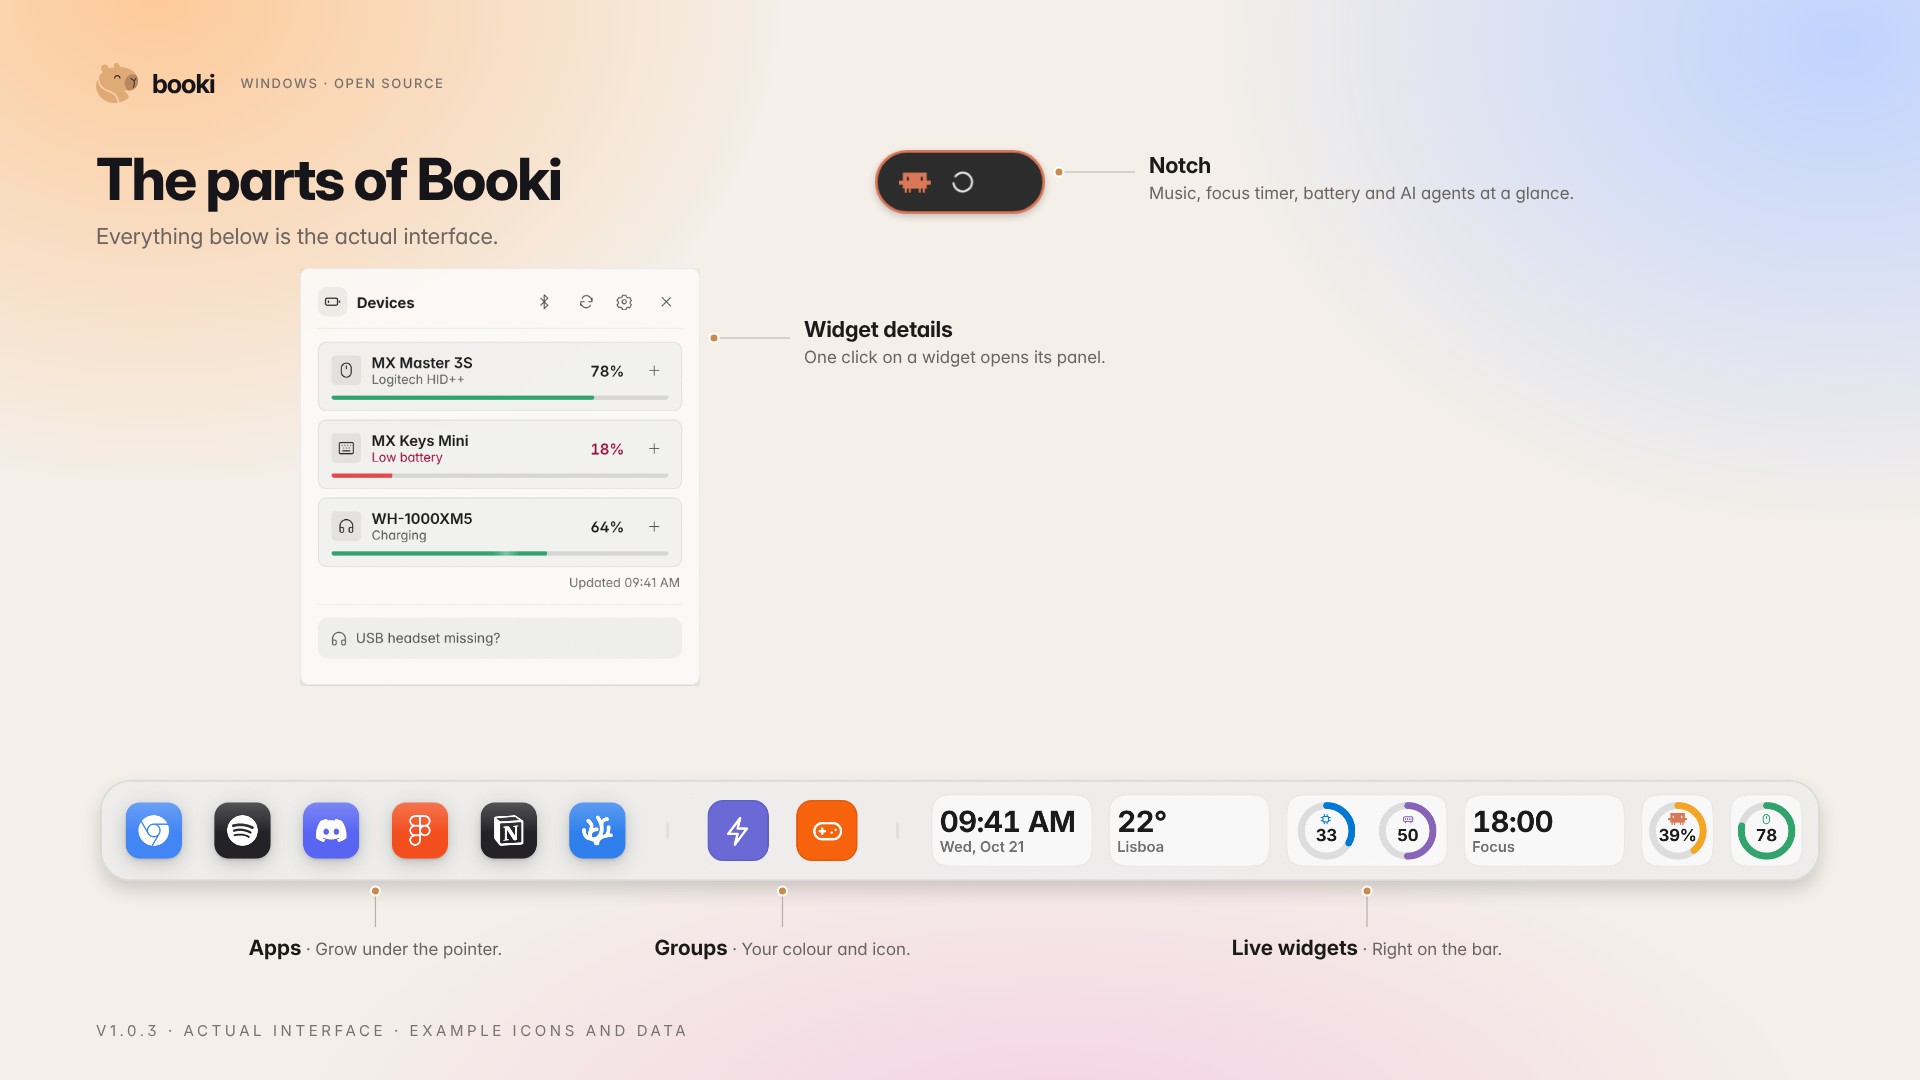 booki WINDOWS · OPEN SOURCE
The parts of Booki
Everything below is the actual interface.
Notch
Music, focus timer, battery and AI agents at a glance.
Devices
MX Master 3S
Logitech HID++
78%
MX Keys Mini
Low battery
18%
WH-1000XM5
Charging
64%
Updated 09:41 AM
USB headset missing?
Widget details
One click on a widget opens its panel.
N
09:41 AM
Wed, Oct 21
22°
Lisboa
33
50
18:00
Focus
39%
78
Apps · Grow under the pointer.
Groups · Your colour and icon.
Live widgets · Right on the bar.
V1.0.3 · ACTUAL INTERFACE · EXAMPLE ICONS AND DATA